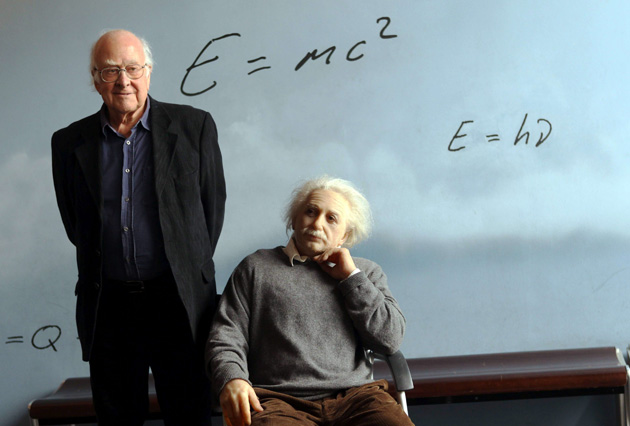 E = mc²
E = hν
= Q